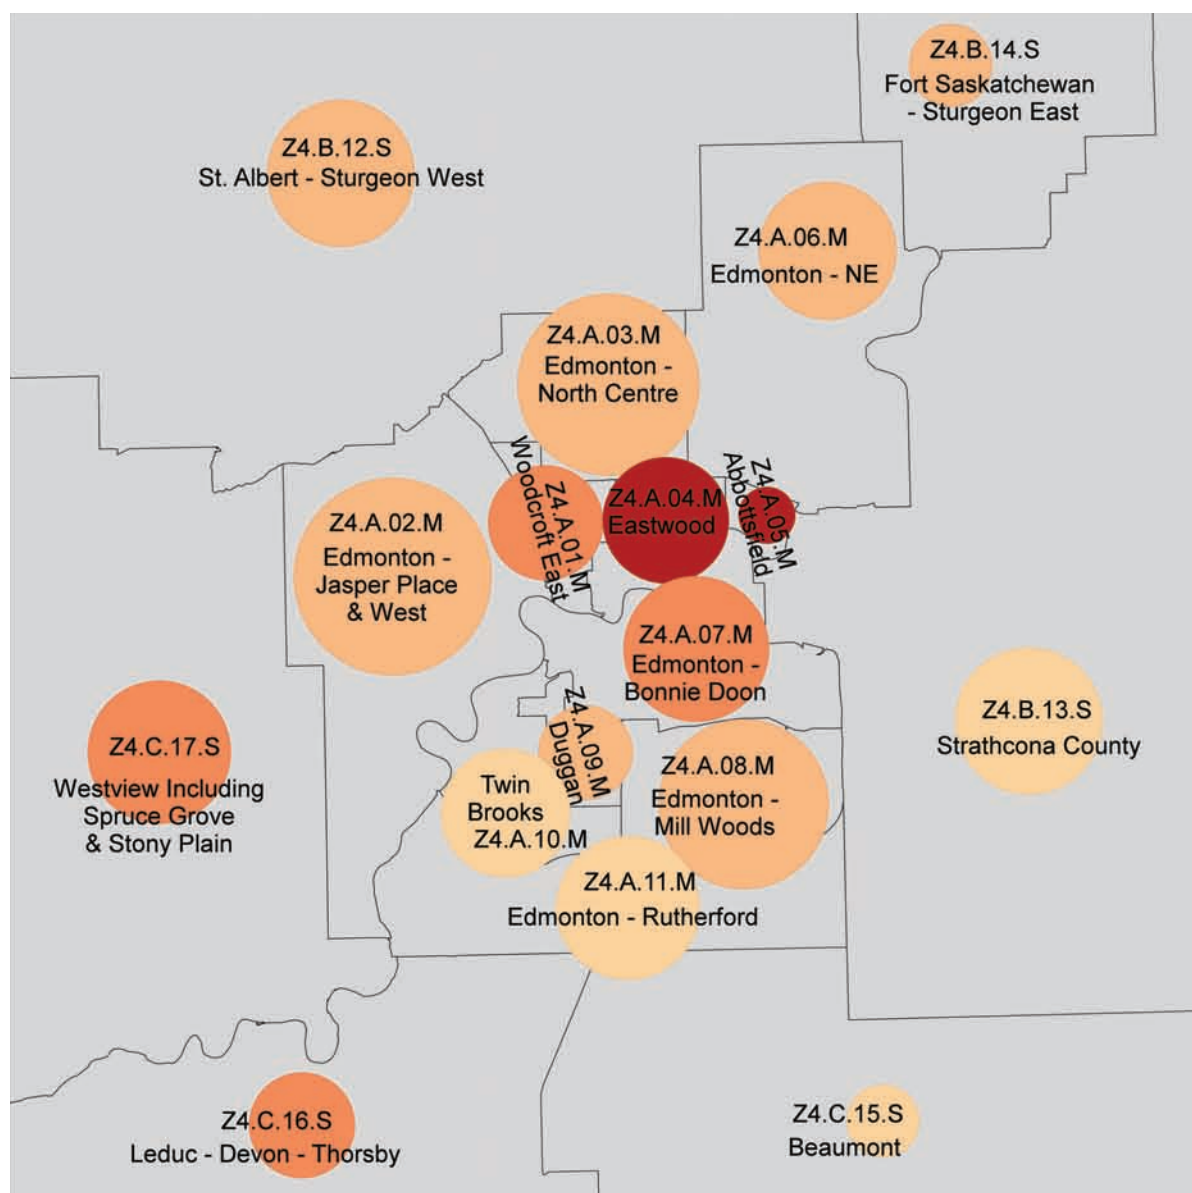 Z4.B.14.S
Fort Saskatchewan
- Sturgeon East
Z4.B.12.S
St. Albert - Sturgeon West
Z4.A.06.M
Edmonton - NE
Z4.A.03.M
Edmonton -
North Centre
Z4.A.02.M
Edmonton -
Jasper Place
& West
Z4.A.01.M
Woodcroft East
Z4.A.04.M
Eastwood
Z4.A.05.M
Abbottsfield
Z4.A.07.M
Edmonton -
Bonnie Doon
Z4.C.17.S
Westview Including
Spruce Grove
& Stony Plain
Z4.A.09.M
Duggan
Z4.B.13.S
Strathcona County
Twin
Brooks
Z4.A.10.M
Z4.A.08.M
Edmonton -
Mill Woods
Z4.A.11.M
Edmonton - Rutherford
Z4.C.16.S
Leduc - Devon - Thorsby
Z4.C.15.S
Beaumont